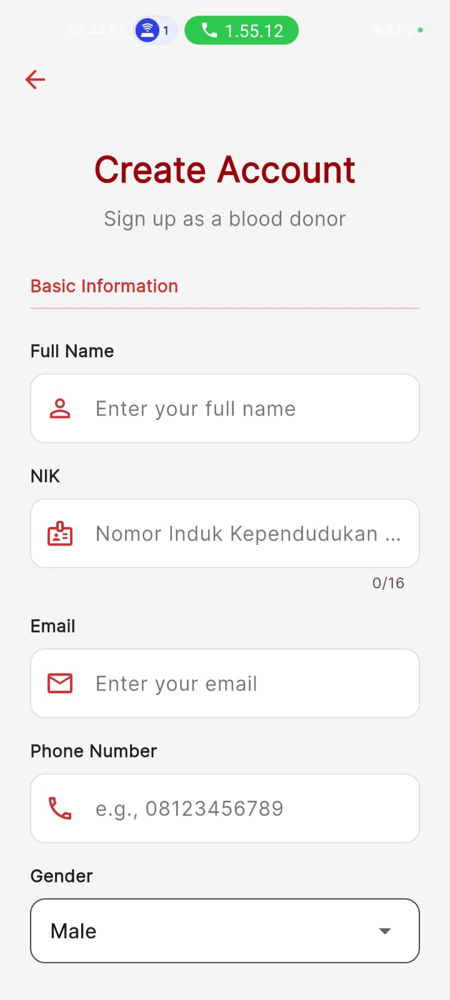 00.44.51 1 1.55.12 87%
Create Account
Sign up as a blood donor
Basic Information
Full Name
Enter your full name
NIK
Nomor Induk Kependudukan ...
0/16
Email
Enter your email
Phone Number
e.g., 08123456789
Gender
Male